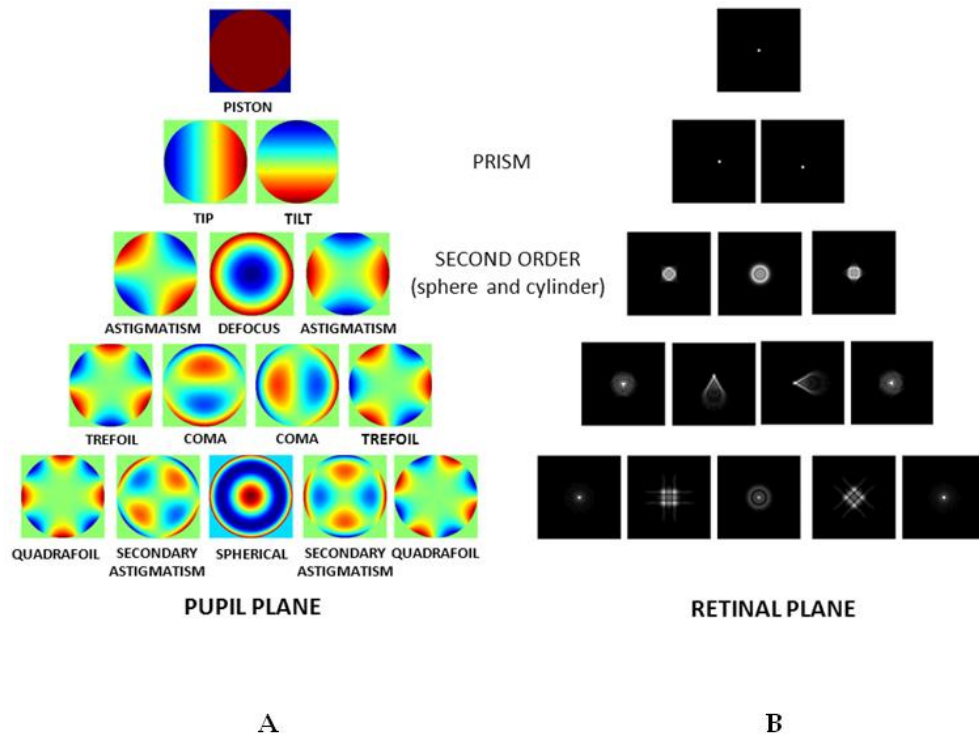 PISTON
PRISM
TIP TILT
SECOND ORDER
(sphere and cylinder)
ASTIGMATISM DEFOCUS ASTIGMATISM
TREFOIL COMA COMA TREFOIL
QUADRAFOIL SECONDARY SPHERICAL SECONDARY QUADRAFOIL
ASTIGMATISM ASTIGMATISM
PUPIL PLANE RETINAL PLANE
A B